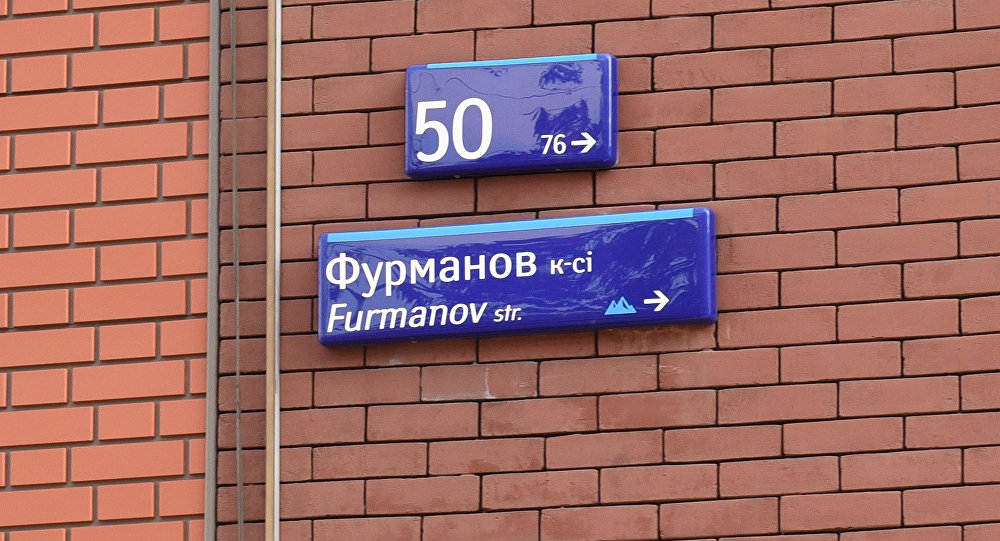 50
76 →
Фурманов к-сі
Furmanov str. →